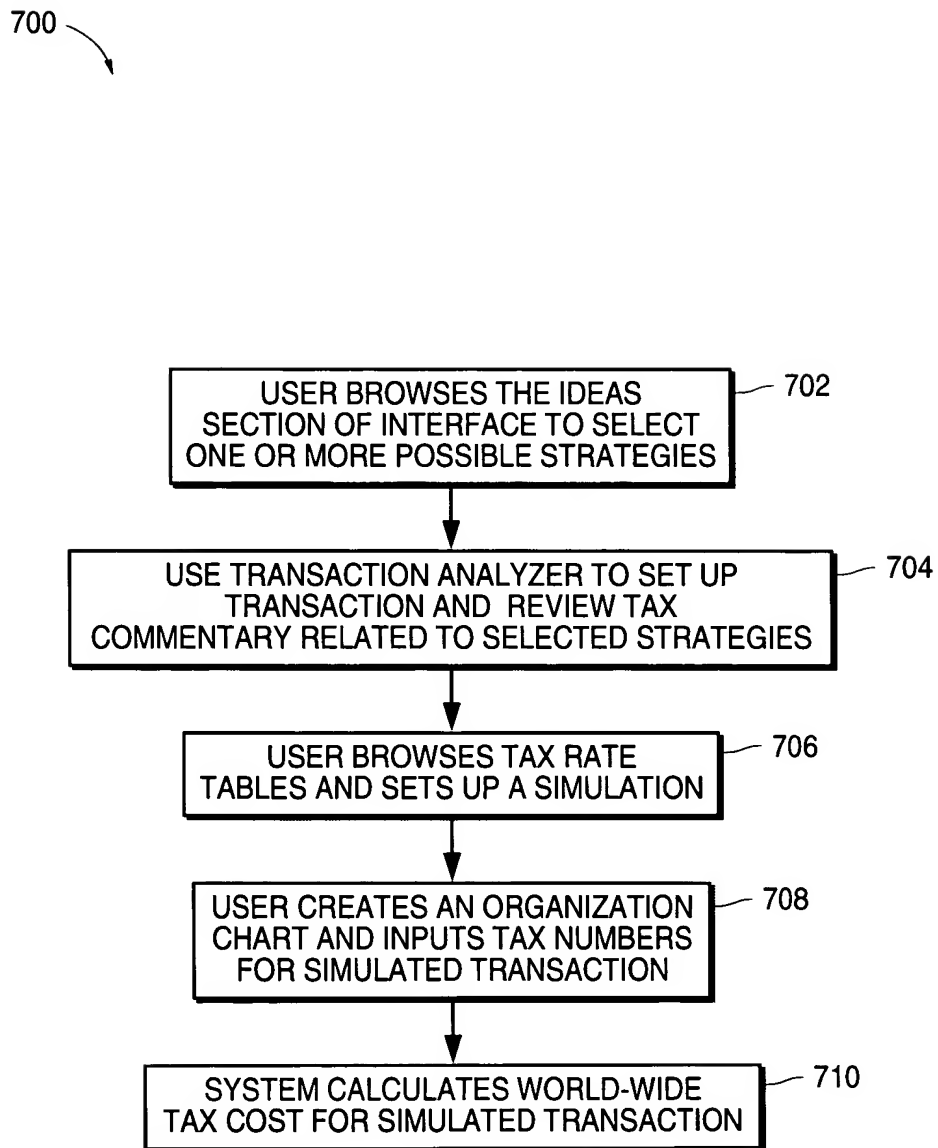 700
USER BROWSES THE IDEAS
SECTION OF INTERFACE TO SELECT
ONE OR MORE POSSIBLE STRATEGIES
702
USE TRANSACTION ANALYZER TO SET UP
TRANSACTION AND REVIEW TAX
COMMENTARY RELATED TO SELECTED STRATEGIES
704
USER BROWSES TAX RATE
TABLES AND SETS UP A SIMULATION
706
USER CREATES AN ORGANIZATION
CHART AND INPUTS TAX NUMBERS
FOR SIMULATED TRANSACTION
708
SYSTEM CALCULATES WORLD-WIDE
TAX COST FOR SIMULATED TRANSACTION
710